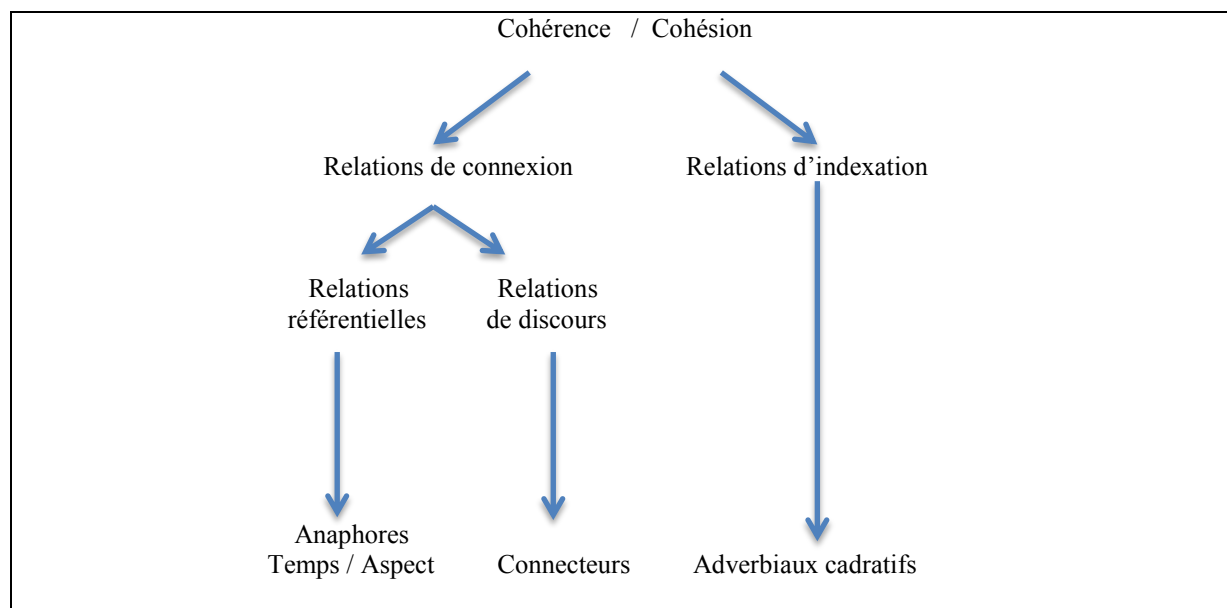 Cohérence / Cohésion
Relations de connexion
Relations d’indexation
Relations
référentielles
Relations
de discours
Anaphores
Temps / Aspect
Connecteurs
Adverbiaux cadratifs